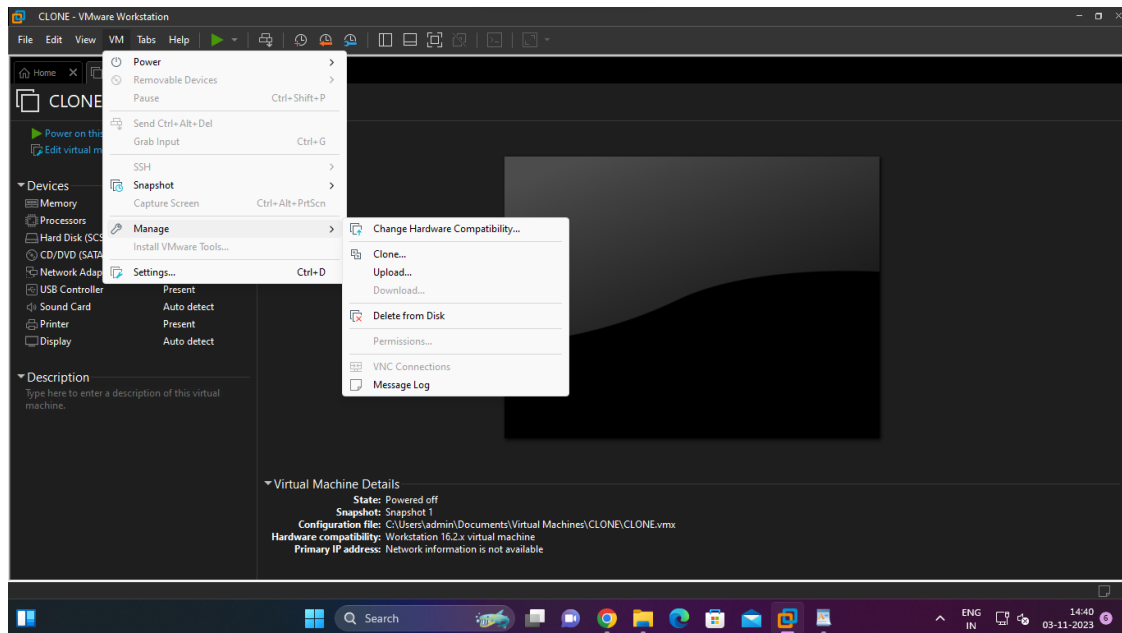 CLONE - VMware Workstation
File Edit View VM Tabs Help
Home
CLONE
Power on this
Edit virtual m
Devices
Memory
Processors
Hard Disk (SCS
CD/DVD (SATA
Network Adap
USB Controller Present
Sound Card Auto detect
Printer Present
Display Auto detect
Description
Type here to enter a description of this virtual
machine.
Power
Removable Devices
Pause Ctrl+Shift+P
Send Ctrl+Alt+Del
Grab Input Ctrl+G
SSH
Snapshot
Capture Screen Ctrl+Alt+PrtScn
Manage
Install VMware Tools...
Settings... Ctrl+D
Change Hardware Compatibility...
Clone...
Upload...
Download...
Delete from Disk
Permissions...
VNC Connections
Message Log
Virtual Machine Details
State: Powered off
Snapshot: Snapshot 1
Configuration file: C:\Users\admin\Documents\Virtual Machines\CLONE\CLONE.vmx
Hardware compatibility: Workstation 16.2.x virtual machine
Primary IP address: Network information is not available
Search
ENG
IN
14:40
03-11-2023
6